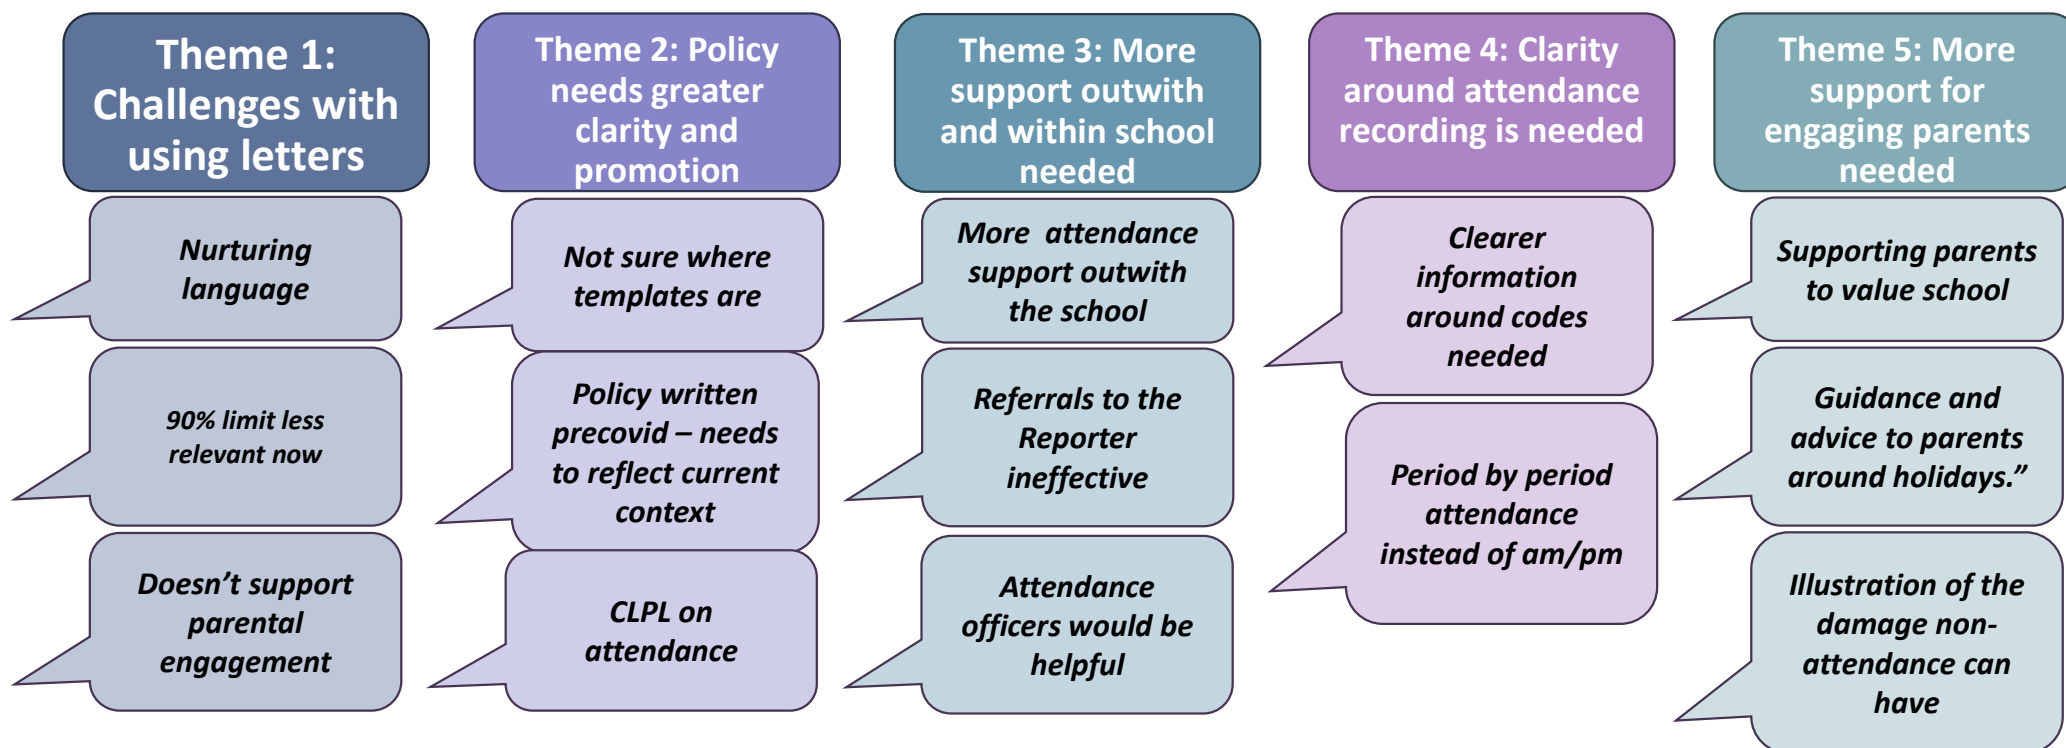 Theme 1:
Challenges with
using letters
Nurturing
language
90% limit less
relevant now
Doesn’t support
parental
engagement
Theme 2: Policy
needs greater
clarity and
promotion
Not sure where
templates are
Policy written
precovid – needs
to reflect current
context
CLPL on
attendance
Theme 3: More
support outwith
and within school
needed
More  attendance
support outwith
the school
Referrals to the
Reporter
ineffective
Attendance
officers would be
helpful
Theme 4: Clarity
around attendance
recording is needed
Clearer
information
around codes
needed
Period by period
attendance
instead of am/pm
Theme 5: More
support for
engaging parents
needed
Supporting parents
to value school
Guidance and
advice to parents
around holidays.”
Illustration of the
damage non-
attendance can
have